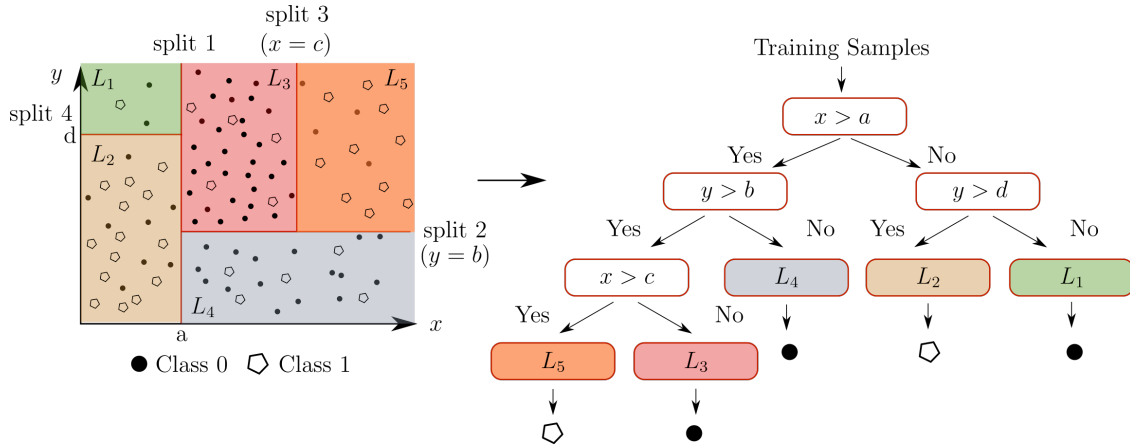 split 3
split 1
(x = c)
y
L₁
L₃
L₅
split 4
d
L₂
split 2
(y = b)
L₄
x
a
Class 0
Class 1
Training Samples
x > a
Yes
No
y > b
y > d
Yes
No
Yes
No
x > c
L₄
L₂
L₁
Yes
No
L₅
L₃